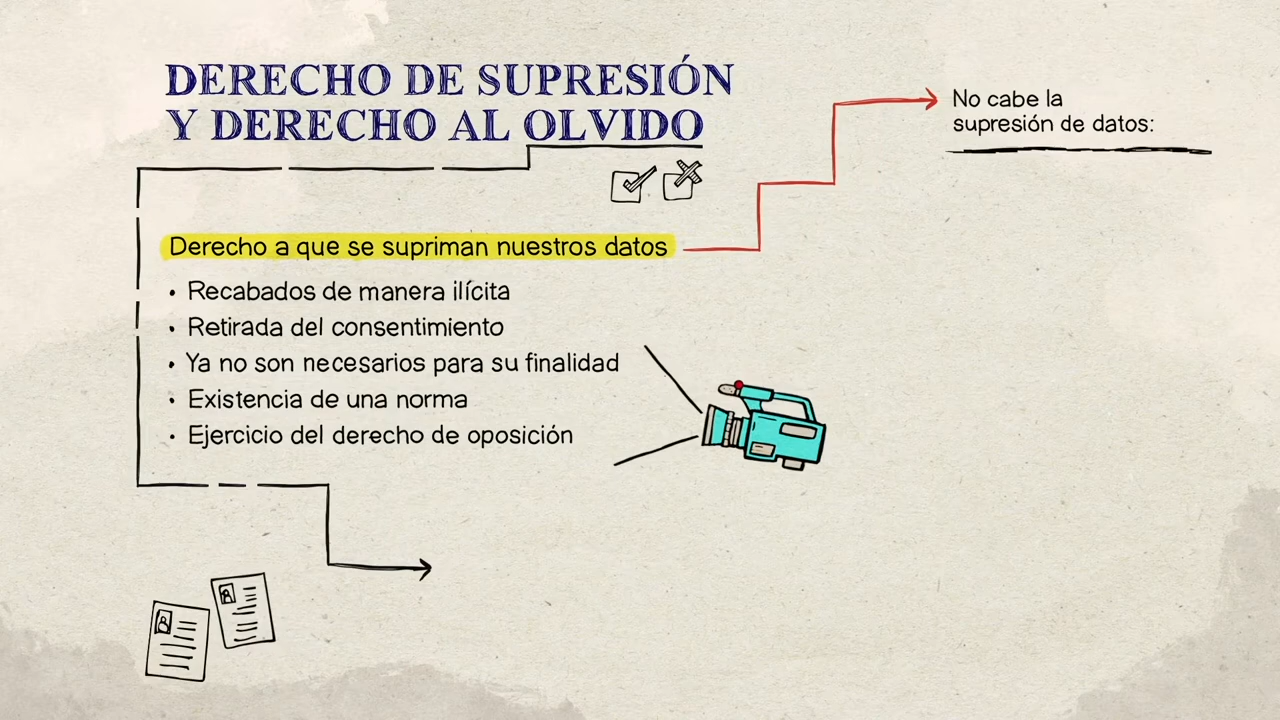 DERECHO DE SUPRESIÓN
Y DERECHO AL OLVIDO
Derecho a que se supriman nuestros datos
• Recabados de manera ilícita
• Retirada del consentimiento
• Ya no son necesarios para su finalidad
• Existencia de una norma
• Ejercicio del derecho de oposición
No cabe la
supresión de datos: